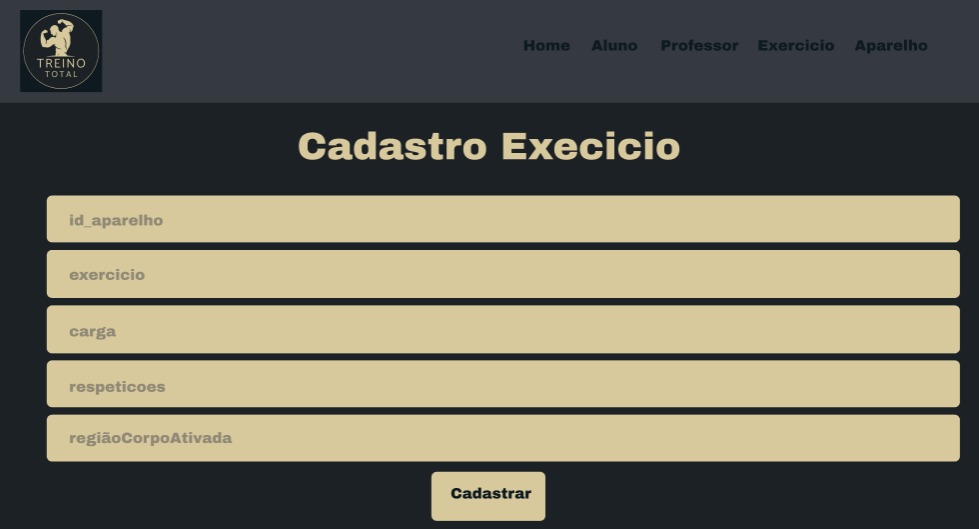 TREINO
TOTAL
Home Aluno Professor Exercicio Aparelho
Cadastro Execicio
id_aparelho
exercicio
carga
respeticoes
regiãoCorpoAtivada
Cadastrar